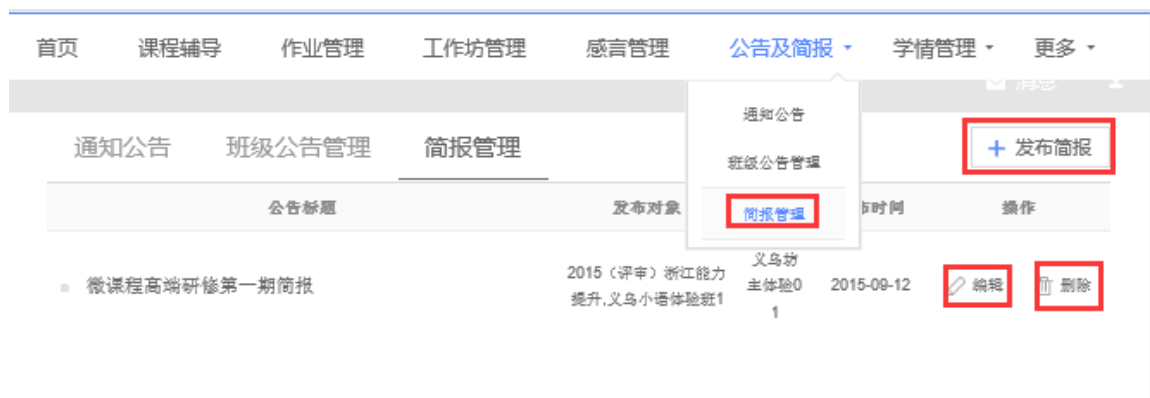 首页 课程辅导 作业管理 工作坊管理 感言管理 公告及简报 学情管理 更多
消息
通知公告
班级公告管理
简报管理
通知公告 班级公告管理 简报管理 + 发布简报
公告标题 发布对象 布时间 操作
微课程高端研修第一期简报
2015（评审）浙江能力
提升,义乌小语体验班1
义乌坊
主体验0
1
2015-09-12 编辑 删除